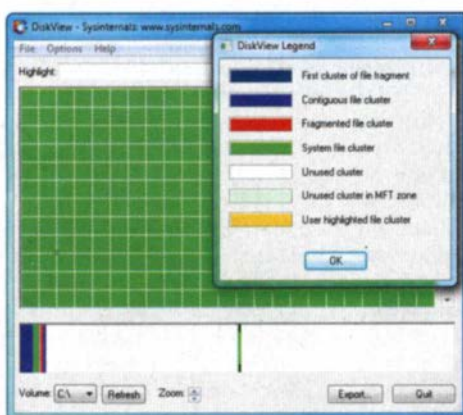 DiskView - Sysinternals: www.sysinternals.com
File Options Help
Highlight:
DiskView Legend
First cluster of file fragment
Contiguous file cluster
Fragmented file cluster
System file cluster
Unused cluster
Unused cluster in MFT zone
User highlighted file cluster
OK
Volume: C:\ Refresh Zoom: Export... Quit